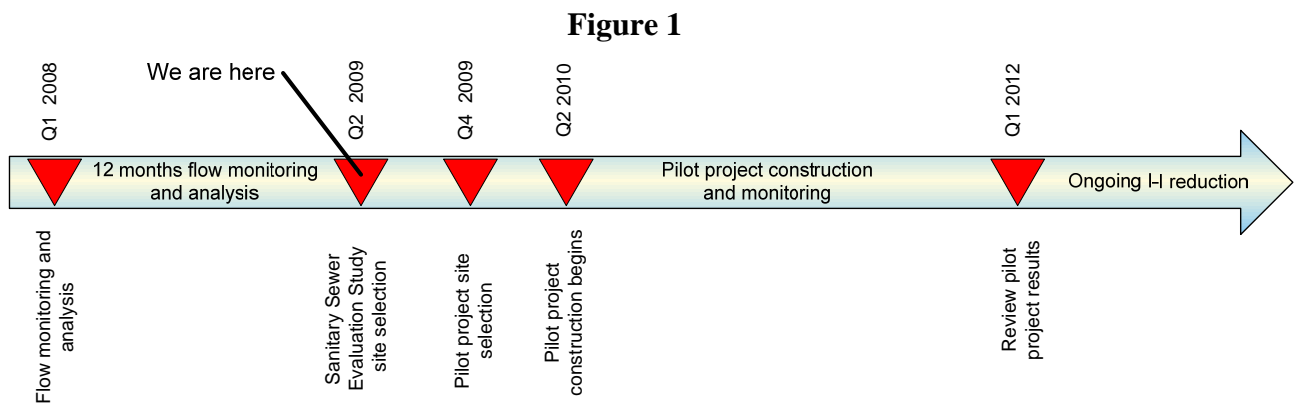 Figure 1
We are here
Q1 2008
Q2 2009
Q4 2009
Q2 2010
Q1 2012
12 months flow monitoring
and analysis
Pilot project construction
and monitoring
Ongoing I-I reduction
Flow monitoring and
analysis
Sanitary Sewer
Evaluation Study
site selection
Pilot project site
selection
Pilot project
construction begins
Review pilot
project results